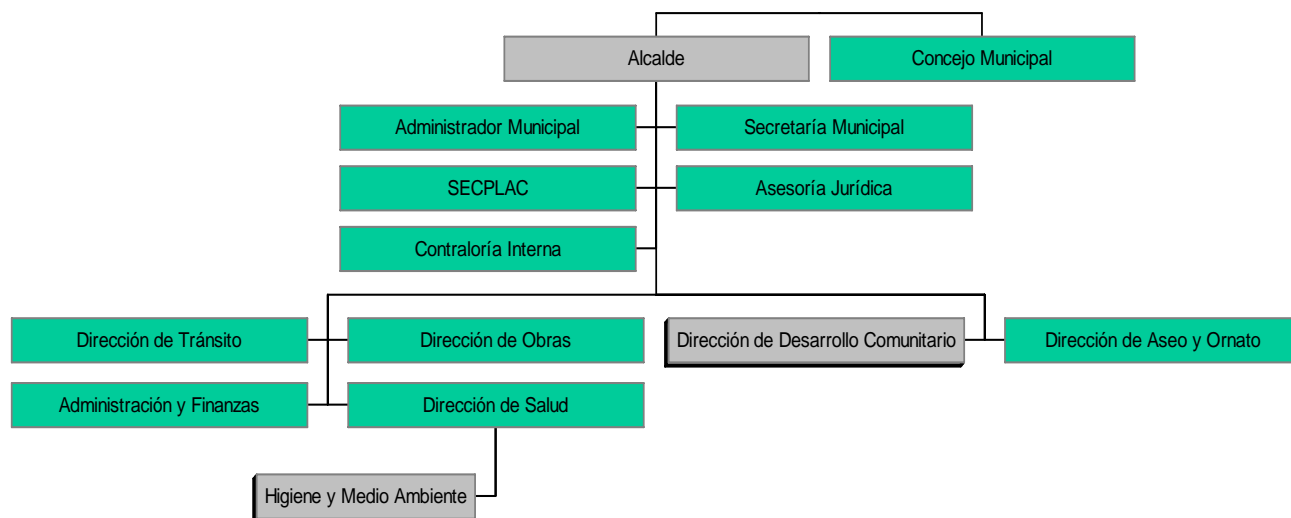 Alcalde
Concejo Municipal
Administrador Municipal
Secretaría Municipal
SECPLAC
Asesoría Jurídica
Contraloría Interna
Dirección de Tránsito
Dirección de Obras
Dirección de Desarrollo Comunitario
Dirección de Aseo y Ornato
Administración y Finanzas
Dirección de Salud
Higiene y Medio Ambiente